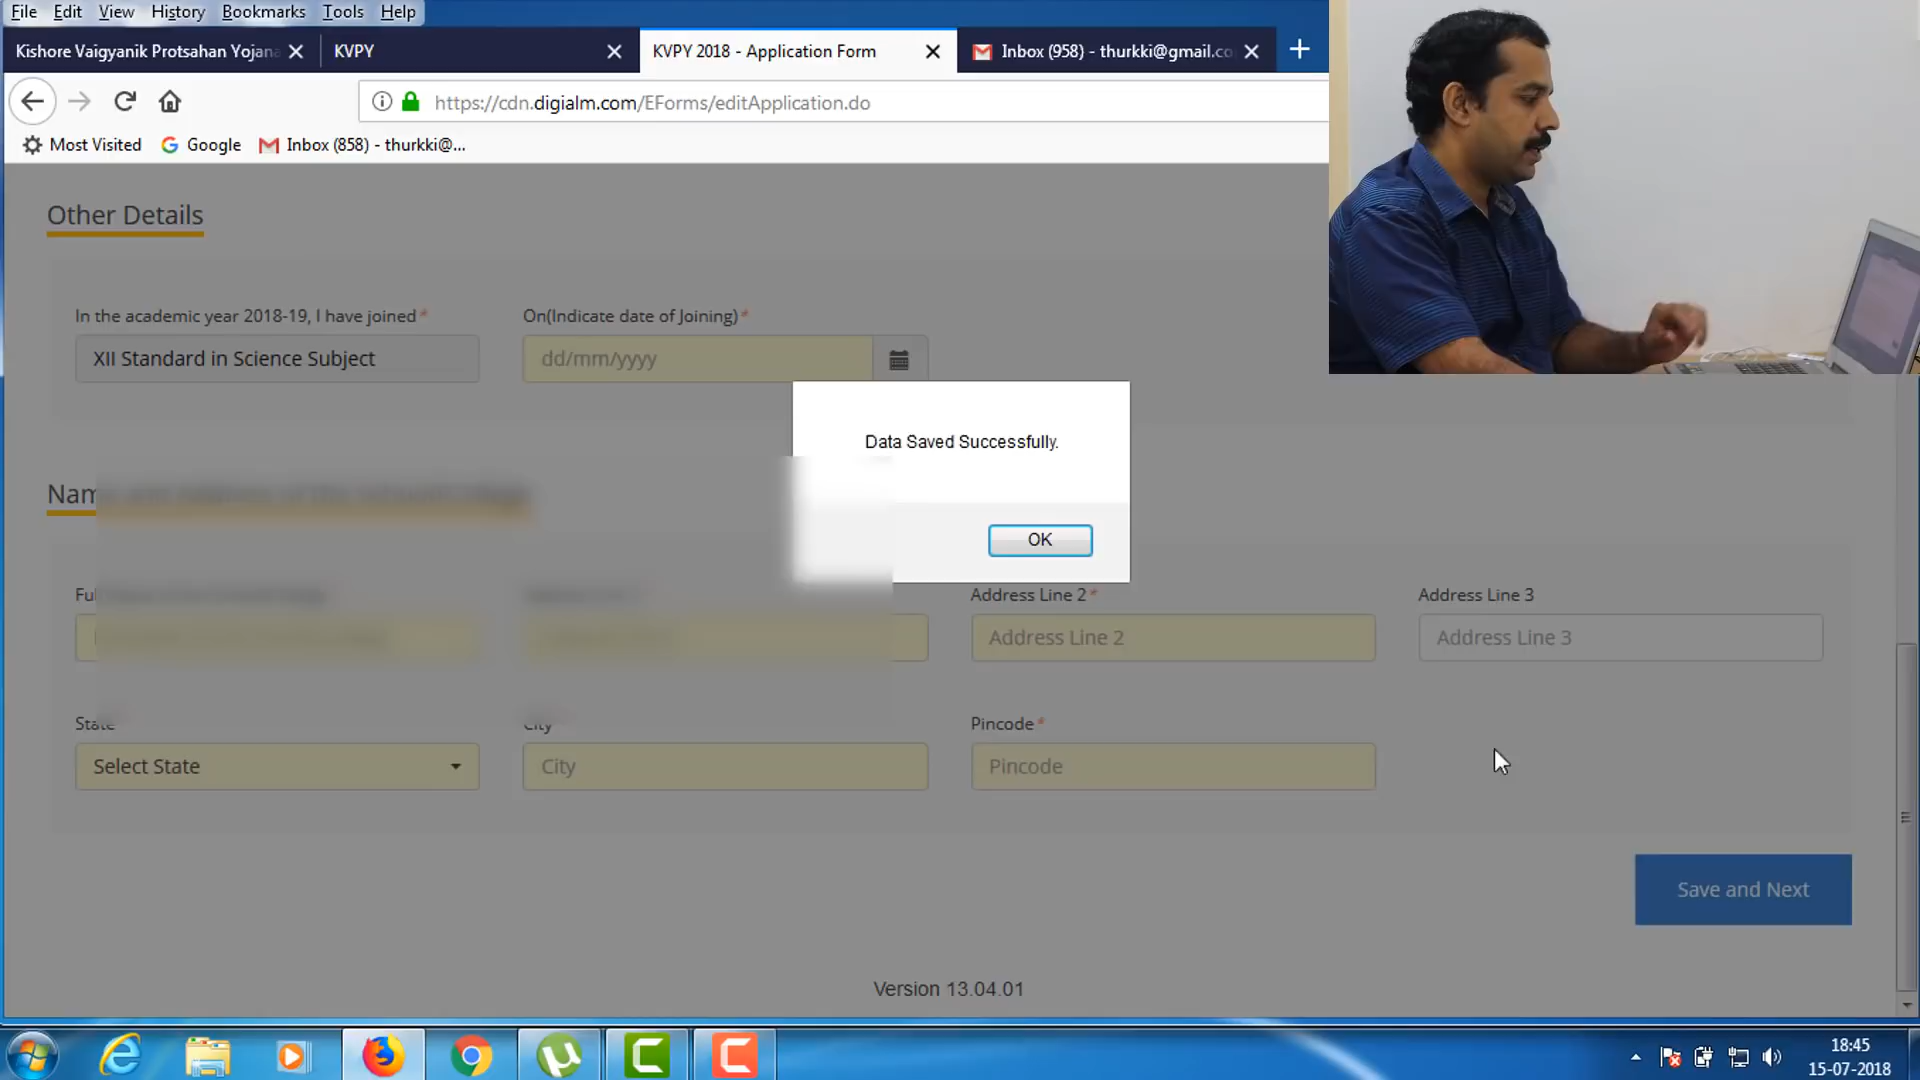 File Edit View History Bookmarks Tools Help
Kishore Vaigyanik Protsahan Yojana
KVPY
KVPY 2018 - Application Form
Inbox (958) - thurkki@gmail.co
https://cdn.digialm.com/EForms/editApplication.do
Most Visited Google Inbox (858) - thurkki@...
Other Details
In the academic year 2018-19, I have joined* On(Indicate date of Joining)*
XII Standard in Science Subject dd/mm/yyyy
Data Saved Successfully.
OK
Address Line 2* Address Line 3
Address Line 2 Address Line 3
State City Pincode*
Select State City Pincode
Save and Next
Version 13.04.01
18:45
15-07-2018